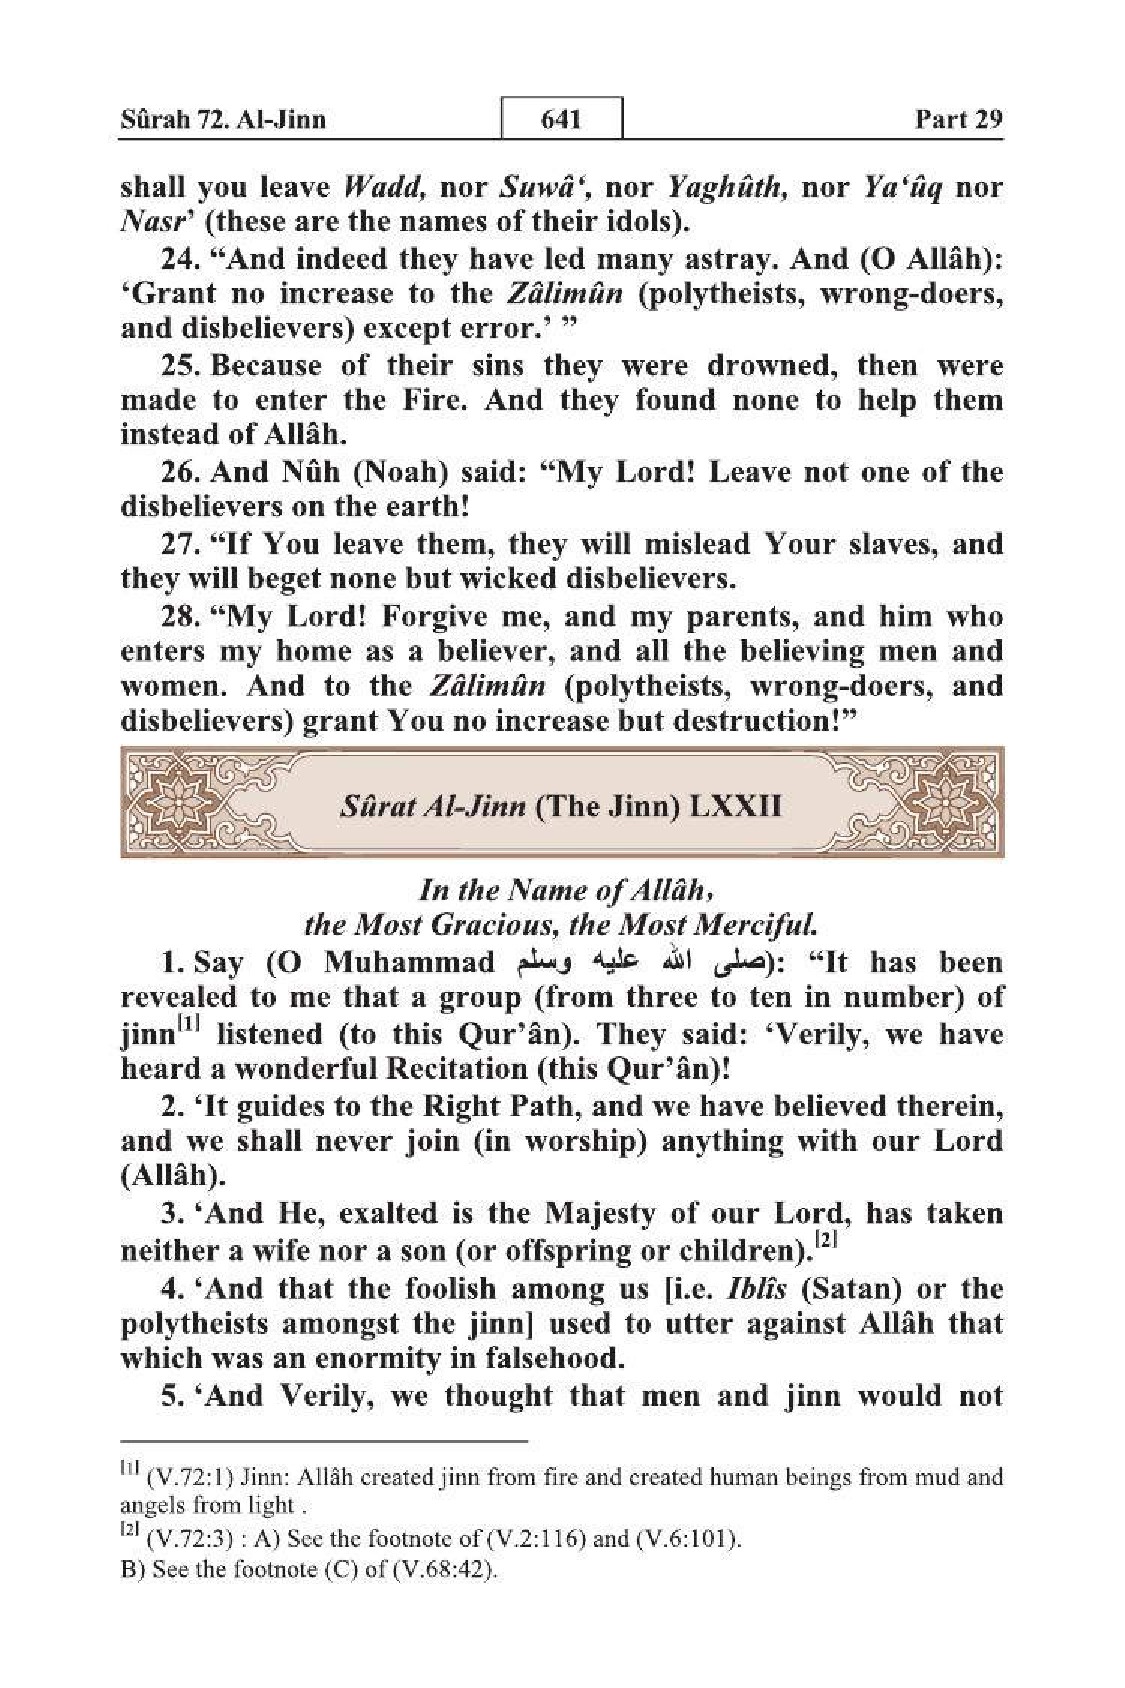 Sûrah 72. Al-Jinn 641 Part 29
shall you leave Wadd, nor Suwâ‘, nor Yaghûth, nor Ya‘ûq nor
Nasr’ (these are the names of their idols).
24. “And indeed they have led many astray. And (O Allâh):
‘Grant no increase to the Zâlimûn (polytheists, wrong-doers,
and disbelievers) except error.’ ”
25. Because of their sins they were drowned, then were
made to enter the Fire. And they found none to help them
instead of Allâh.
26. And Nûh (Noah) said: “My Lord! Leave not one of the
disbelievers on the earth!
27. “If You leave them, they will mislead Your slaves, and
they will beget none but wicked disbelievers.
28. “My Lord! Forgive me, and my parents, and him who
enters my home as a believer, and all the believing men and
women. And to the Zâlimûn (polytheists, wrong-doers, and
disbelievers) grant You no increase but destruction!”
Sûrat Al-Jinn (The Jinn) LXXII
In the Name of Allâh,
the Most Gracious, the Most Merciful.
1. Say (O Muhammad صلى الله عليه وسلم): “It has been
revealed to me that a group (from three to ten in number) of
jinn[1] listened (to this Qur’ân). They said: ‘Verily, we have
heard a wonderful Recitation (this Qur’ân)!
2. ‘It guides to the Right Path, and we have believed therein,
and we shall never join (in worship) anything with our Lord
(Allâh).
3. ‘And He, exalted is the Majesty of our Lord, has taken
neither a wife nor a son (or offspring or children).[2]
4. ‘And that the foolish among us [i.e. Iblîs (Satan) or the
polytheists amongst the jinn] used to utter against Allâh that
which was an enormity in falsehood.
5. ‘And Verily, we thought that men and jinn would not
[1] (V.72:1) Jinn: Allâh created jinn from fire and created human beings from mud and
angels from light .
[2] (V.72:3) : A) See the footnote of (V.2:116) and (V.6:101).
B) See the footnote (C) of (V.68:42).